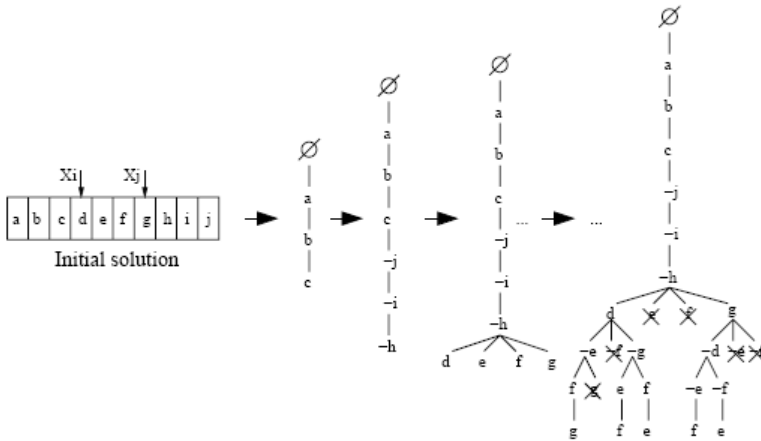 Xi Xj
a b c d e f g h i j
Initial solution
∅
a
b
c
∅
a
b
c
−j
−i
−h
∅
a
b
c
−j
−i
−h
d e f g
...
...
∅
a
b
c
−j
−i
−h
d e f g
−e −f −g −d −e −f
f g e f −e −f
g f e f e